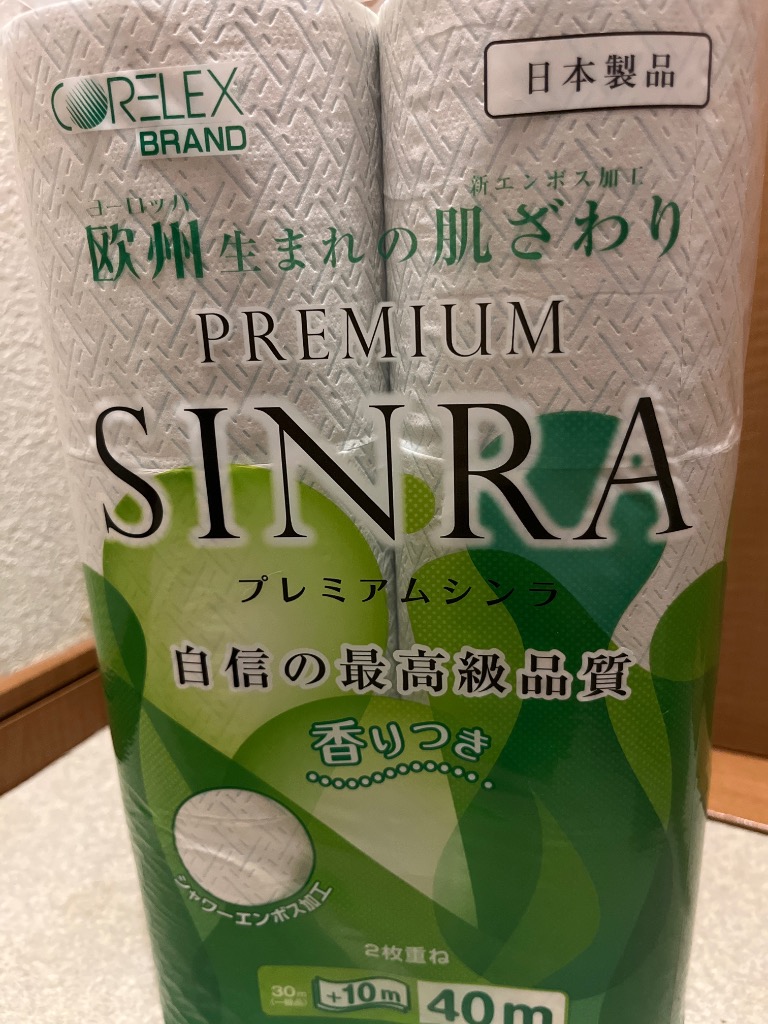 CORELEX
BRAND
日本製品
ヨーロッパ
新エンボス加工
欧州生まれの肌ざわり
PREMIUM
SINRA
プレミアムシンラ
自信の最高級品質
香りつき
シャワーエンボス加工
2枚重ね
30m
(一般品)
+10m
40m